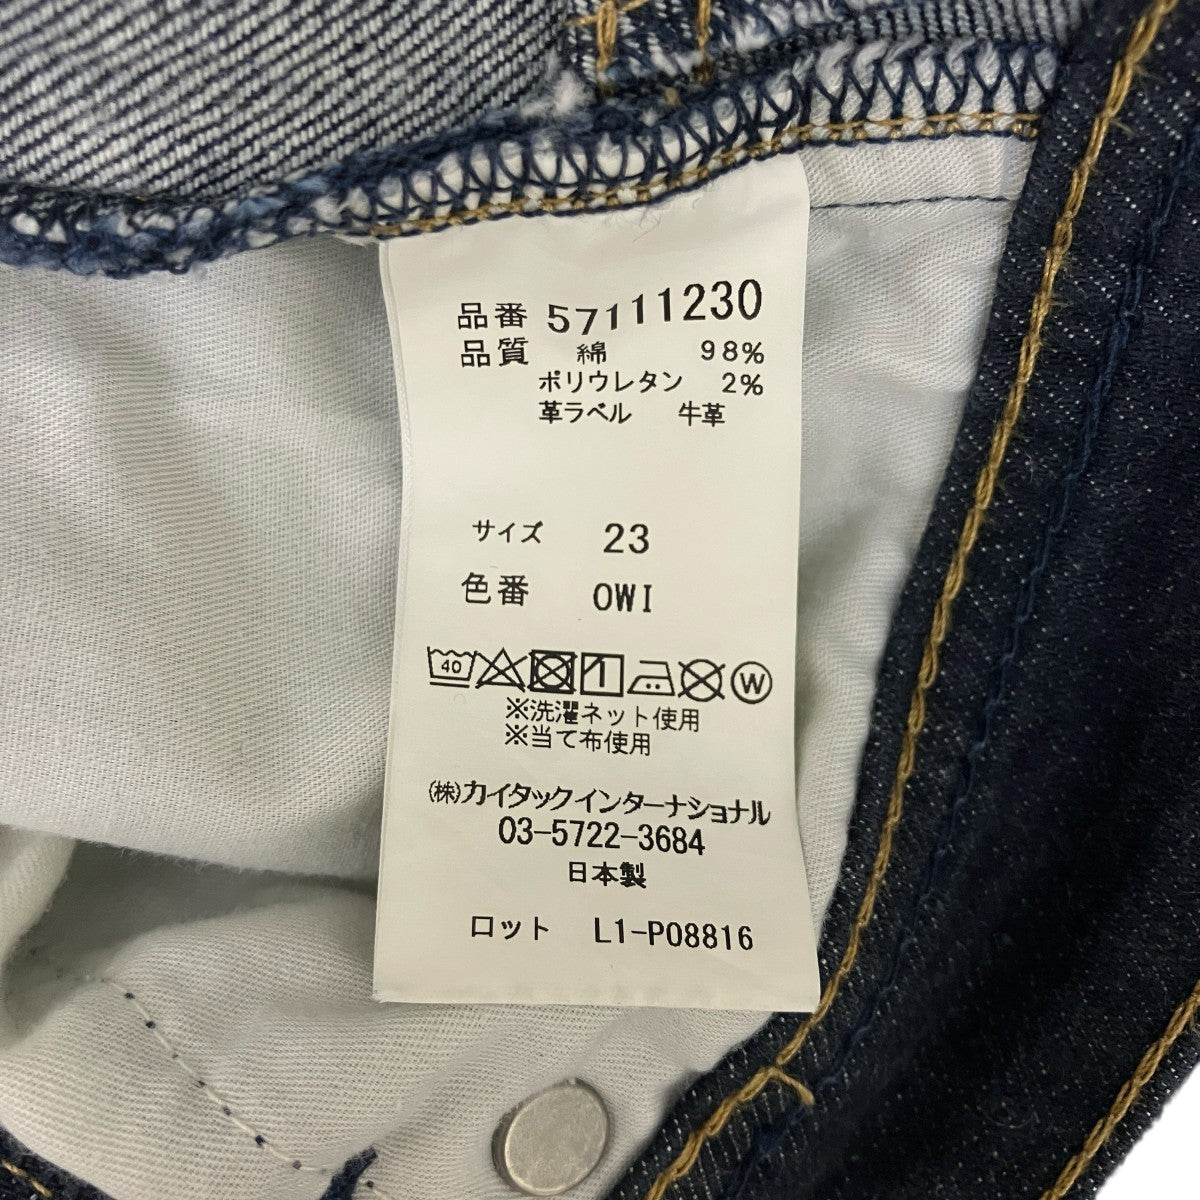 品番 57111230
品質 綿 98%
ポリウレタン 2%
革ラベル 牛革
サイズ 23
色番 OWI
40 W
※洗濯ネット使用
※当て布使用
(株)カイタックインターナショナル
03-5722-3684
日本製
ロット L1-P08816